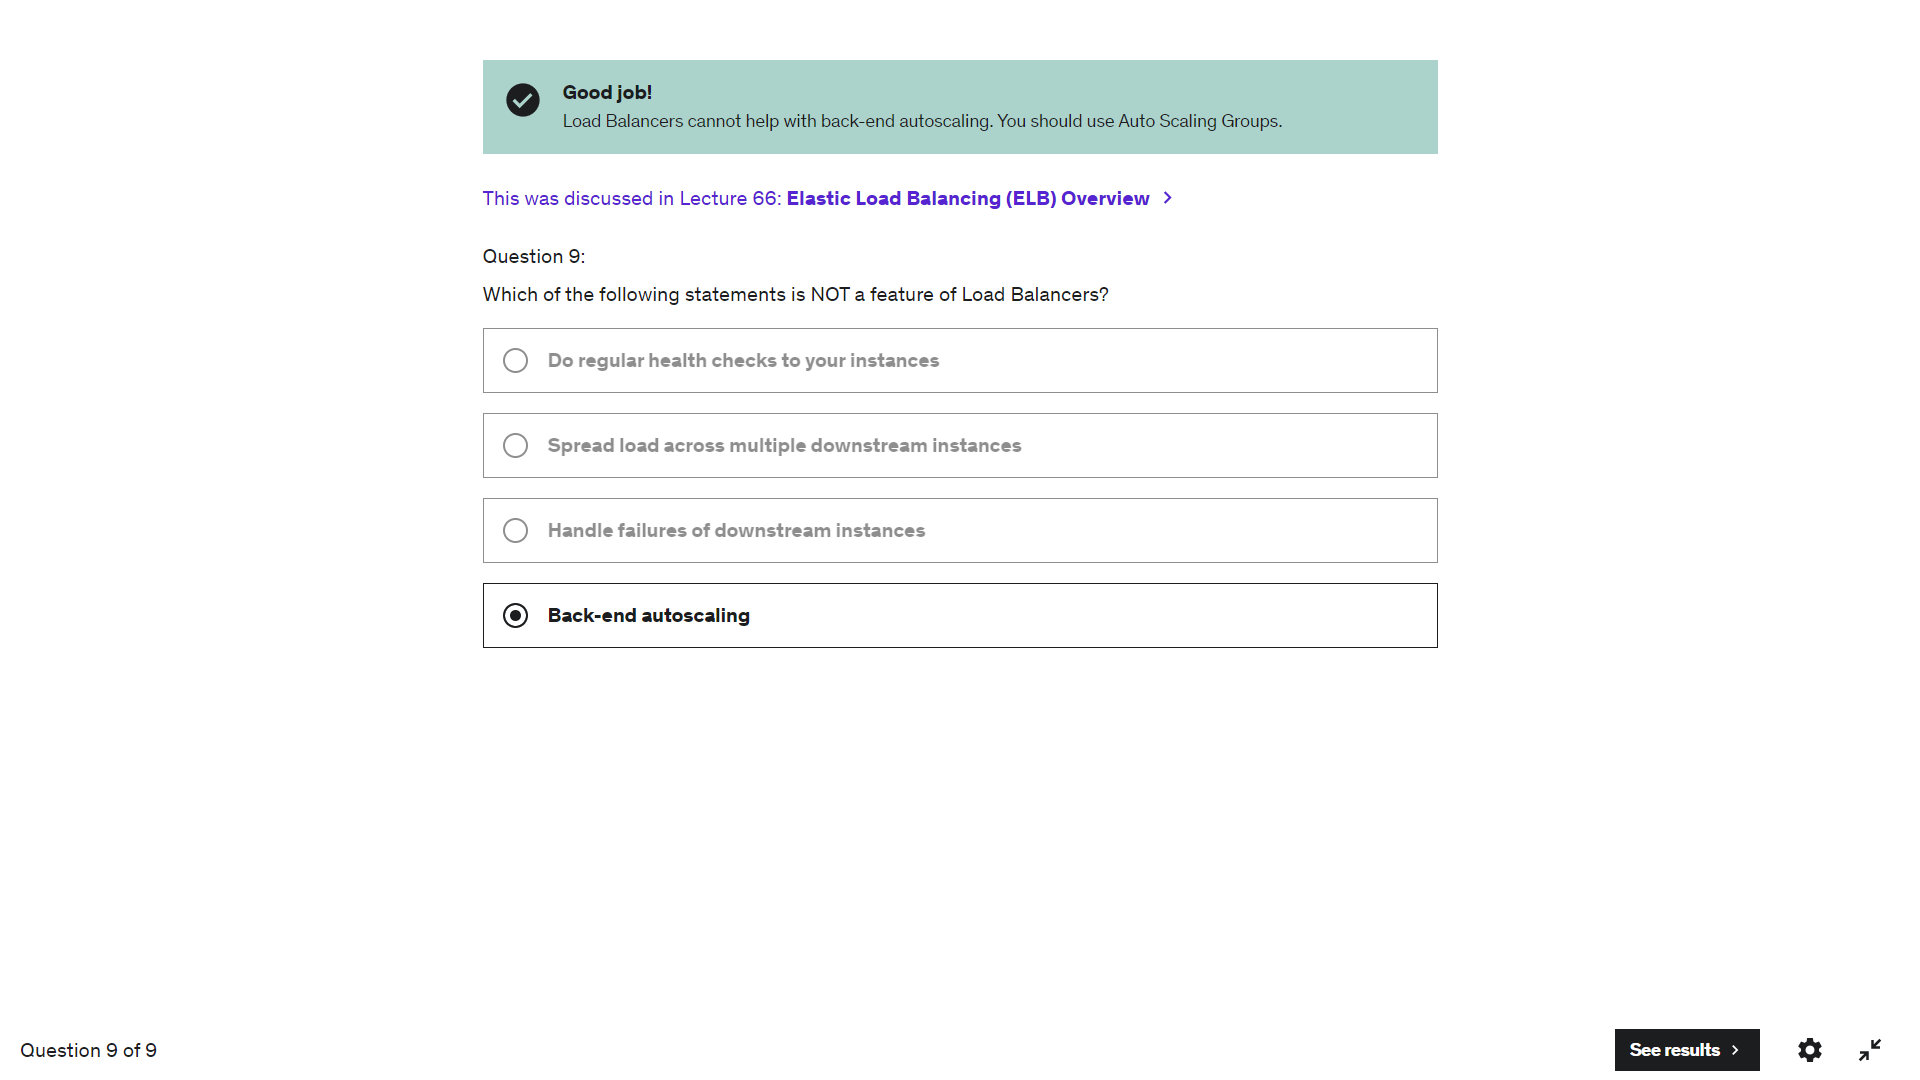 Good job!
Load Balancers cannot help with back-end autoscaling. You should use Auto Scaling Groups.
This was discussed in Lecture 66: Elastic Load Balancing (ELB) Overview
Question 9:
Which of the following statements is NOT a feature of Load Balancers?
Do regular health checks to your instances
Spread load across multiple downstream instances
Handle failures of downstream instances
Back-end autoscaling
Question 9 of 9
See results